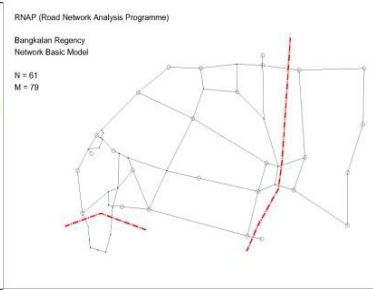 RNAP (Road Network Analysis Programme)
Bangkalan Regency
Network Basic Model
N = 61
M = 79